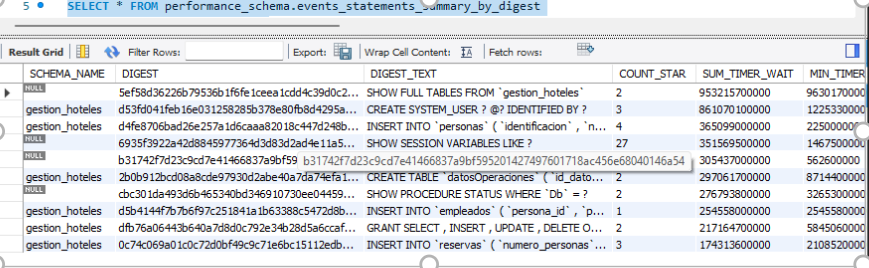 5 SELECT * FROM performance_schema.events_statements_summary_by_digest
Result Grid Filter Rows: Export: Wrap Cell Content: Fetch rows:
SCHEMA_NAME DIGEST DIGEST_TEXT COUNT_STAR SUM_TIMER_WAIT MIN_TIMER
NULL 5ef58d36226b79536b1f6fe1ceea1cdd4c39d0c2... SHOW FULL TABLES FROM `gestion_hoteles` 2 953215700000 9630170000
gestion_hoteles d53fd041feb16e031258285b378e80fb8d4295a... CREATE SYSTEM_USER ? @? IDENTIFIED BY ? 3 861070100000 1225330000
gestion_hoteles d4fe8706bad26e257a1d6caaa82018c447d248b... INSERT INTO `personas` ( `identificacion` , `n... 4 365099000000 225000000
NULL 6935f3922a42d8845977364d3d83d2ad4e11a5... SHOW SESSION VARIABLES LIKE ? 27 351569500000 1467500000
NULL b31742f7d23c9cd7e41466837a9bf59 b31742f7d23c9cd7e41466837a9bf595201427497601718ac456e68040146a54 305437000000 562600000
gestion_hoteles 2b0b912bcd08a8cde97930d2abe40a7da74efa1... CREATE TABLE `datosOperaciones` ( `id_dato... 2 297061700000 8714400000
NULL cbc301da493d6b465340bd346910730ee04459... SHOW PROCEDURE STATUS WHERE `Db` = ? 2 276793800000 3265300000
gestion_hoteles d5b4144f7b7b6f97c251841a1b63388c5472d8b... INSERT INTO `empleados` ( `persona_id` , `p... 1 254558000000 2545580000
gestion_hoteles dfb76a06443b640a7d8d0c792e34b28d5a6ccaf... GRANT SELECT , INSERT , UPDATE , DELETE O... 2 217164700000 5845060000
gestion_hoteles 0c74c069a01c0c72d0bf49c9c71e6bc15112edb... INSERT INTO `reservas` ( `numero_personas`... 3 174313600000 2108520000